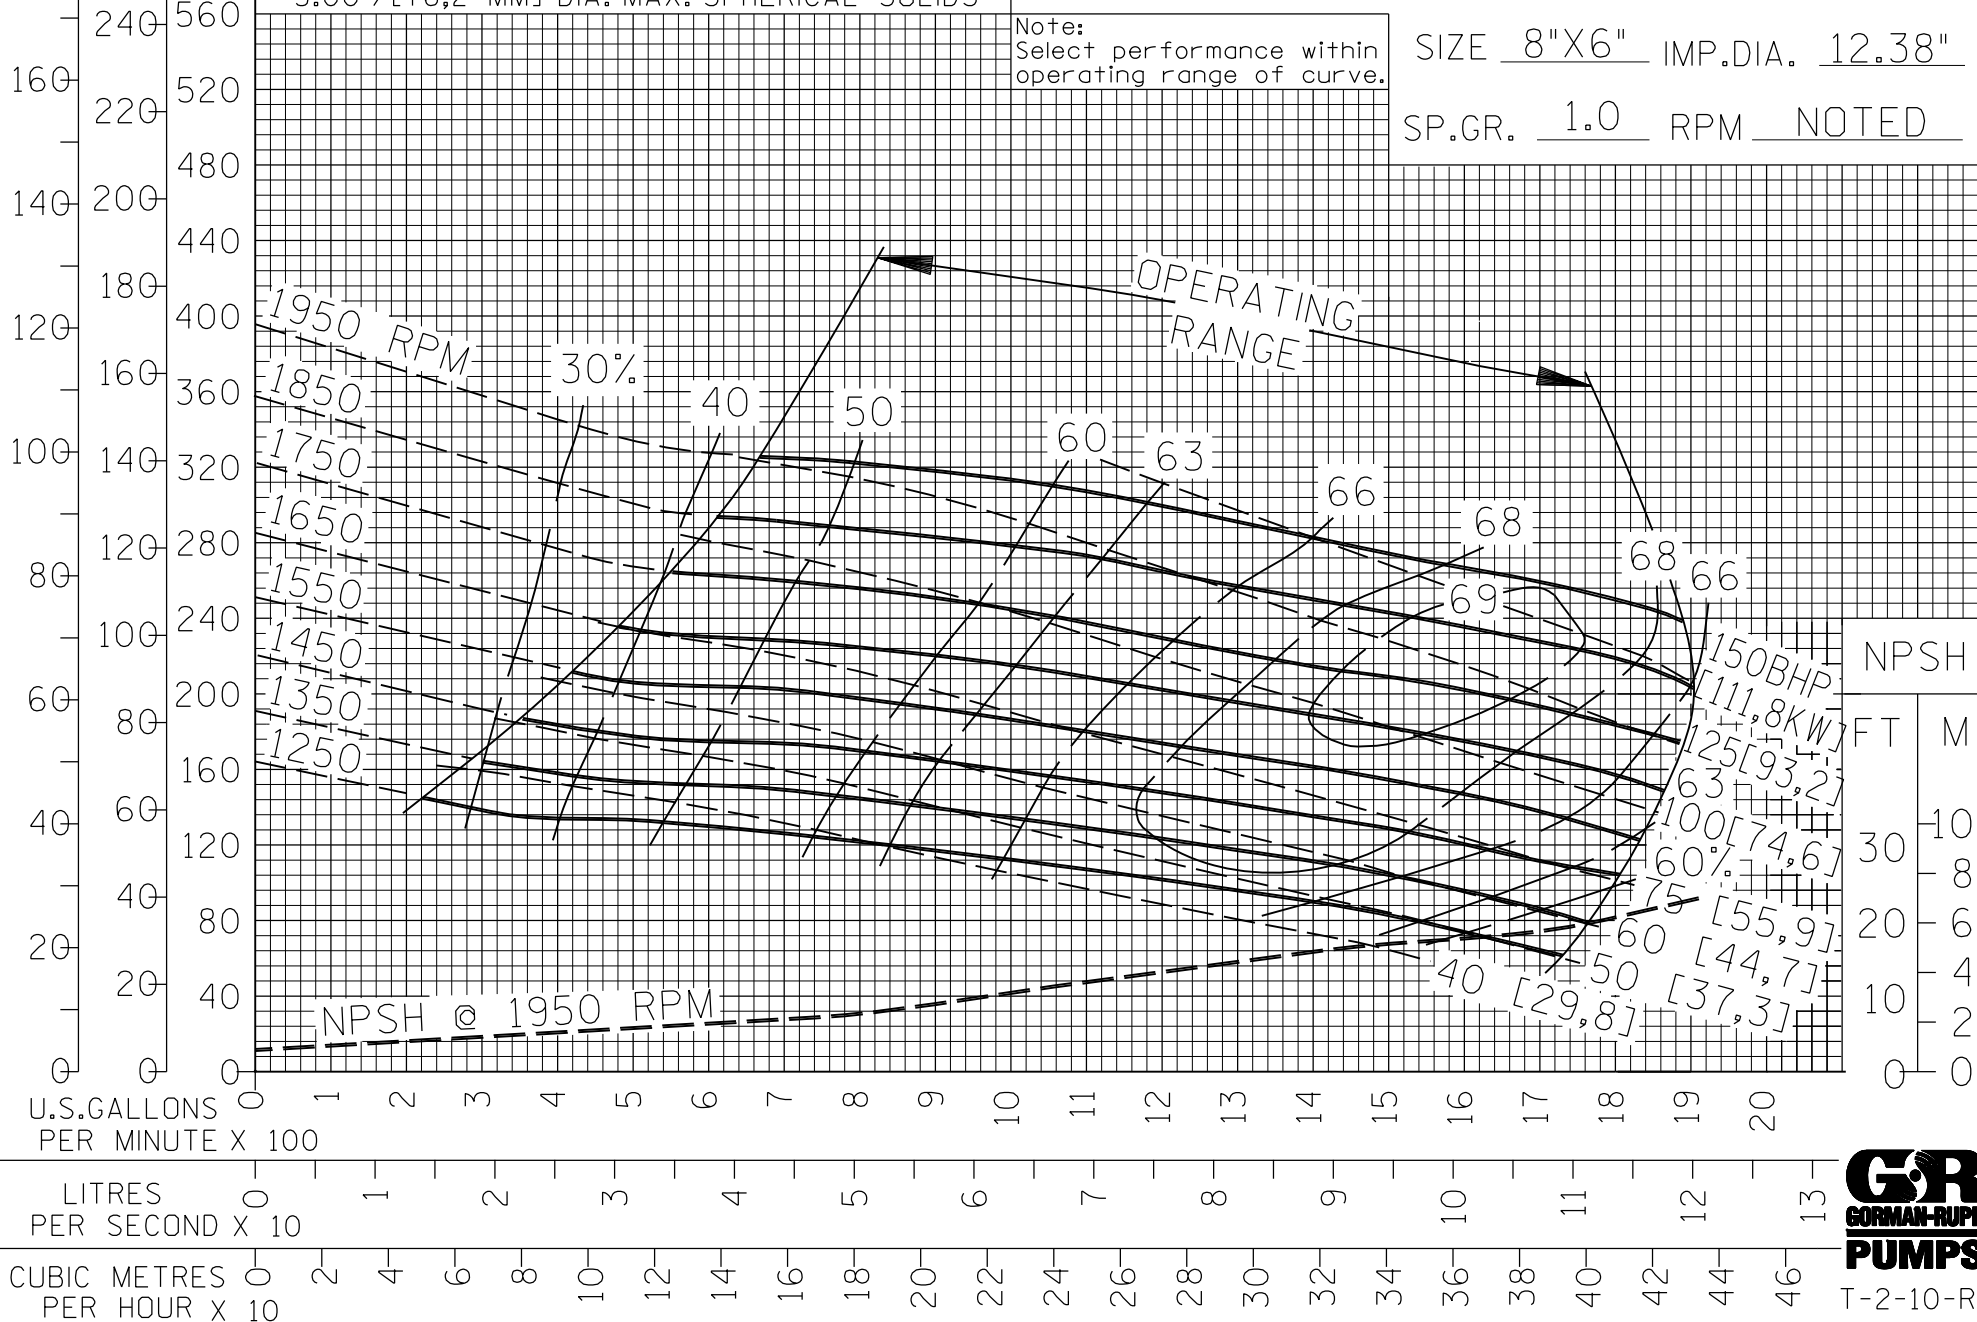 240
560
3.00"/[76,2 MM] DIA. MAX. SPHERICAL SOLIDS
Note:
Select performance within
operating range of curve.
SIZE 8"X6" IMP.DIA. 12.38"
SP.GR. 1.0 RPM NOTED
160
520
220
480
140
200
440
180
400
120
160
360
100
140
320
280
80
120
240
100
200
60
80
160
40
60
120
40
80
20
20
40
0
0
0
OPERATING
RANGE
1950 RPM
1850
1750
1650
1550
1450
1350
1250
30%
40
50
60
63
66
68
69
68
66
150BHP
[111,8KW]
125[93,2]
63
100[74,6]
60%
75 [55,9]
60 [44,7]
50 [37,3]
40 [29,8]
NPSH @ 1950 RPM
NPSH
FT M
30
20
10
0
10
8
6
4
2
0
U.S.GALLONS
PER MINUTE X 100
0 1 2 3 4 5 6 7 8 9 10 11 12 13 14 15 16 17 18 19 20
LITRES
PER SECOND X 10
0 1 2 3 4 5 6 7 8 9 10 11 12 13
CUBIC METRES
PER HOUR X 10
0 2 4 6 8 10 12 14 16 18 20 22 24 26 28 30 32 34 36 38 40 42 44 46
GR
GORMAN-RUPP
PUMPS
T-2-10-R